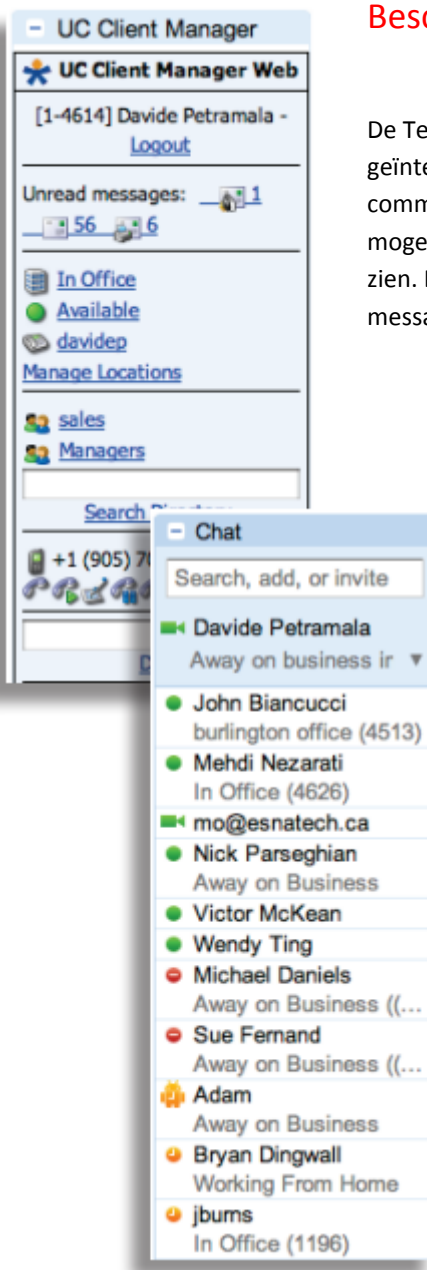 UC Client Manager
UC Client Manager Web
[1-4614] Davide Petramala -
Logout
Unread messages: 1
56 6
In Office
Available
davidep
Manage Locations
sales
Managers
Search
+1 (905)
De
geïnte
comm
moge
zien.
messa
Chat
Search, add, or invite
Davide Petramala
Away on business ir
John Biancucci
burlington office (4513)
Mehdi Nezarati
In Office (4626)
mo@esnatech.ca
Nick Parseghian
Away on Business
Victor McKean
Wendy Ting
Michael Daniels
Away on Business ((...
Sue Fernand
Away on Business ((...
Adam
Away on Business
Bryan Dingwall
Working From Home
jburns
In Office (1196)